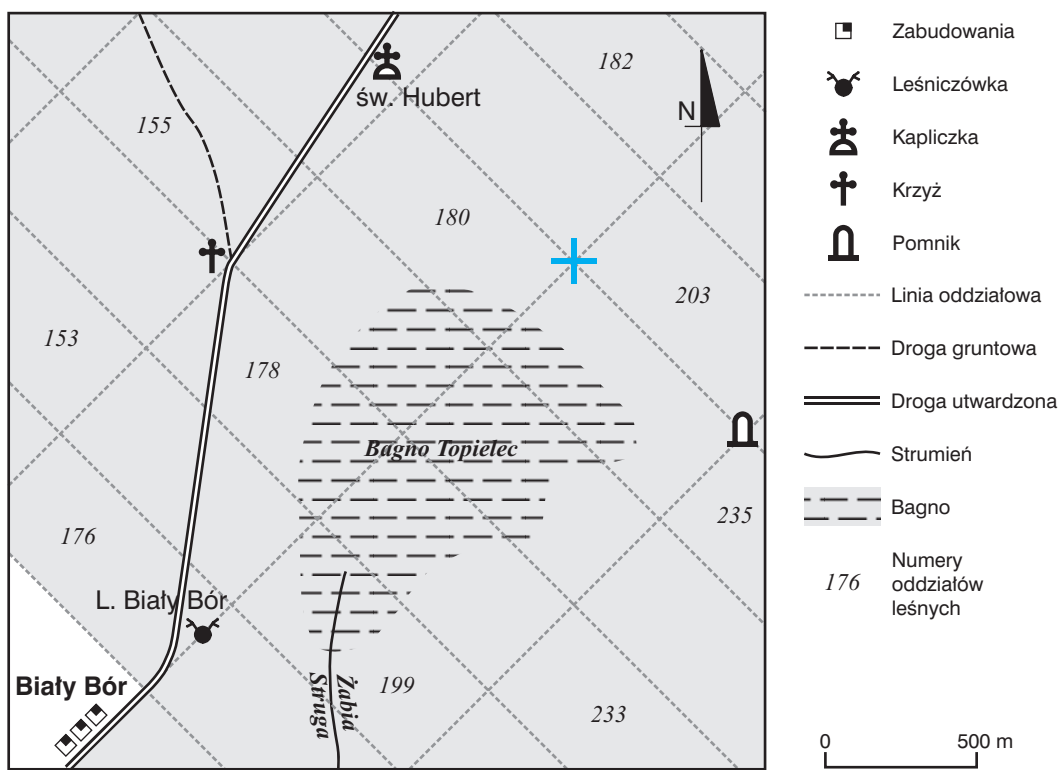 182
św. Hubert
N
155
180
203
153
178
Bagno Topielec
235
176
L. Biały Bór
Biały Bór
Żabia
Struga
199
233
Zabudowania
Leśniczówka
Kapliczka
Krzyż
Pomnik
Linia oddziałowa
Droga gruntowa
Droga utwardzona
Strumień
Bagno
176
Numery
oddziałów
leśnych
0 500 m